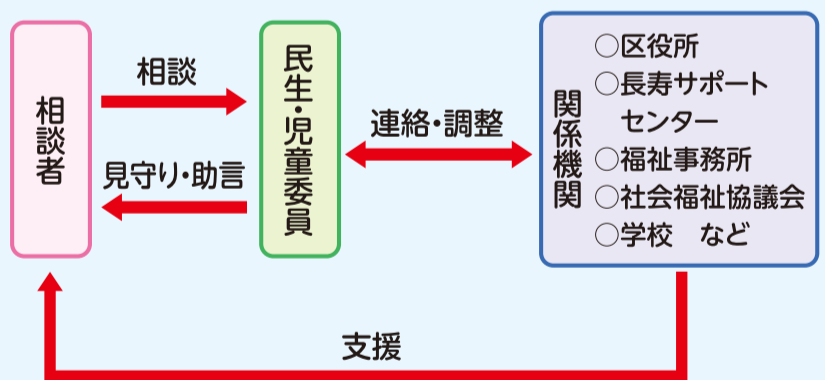 相談者
相談
見守り・助言
民生・児童委員
連絡・調整
関係機関
○区役所
○長寿サポート
センター
○福祉事務所
○社会福祉協議会
○学校　など
支援